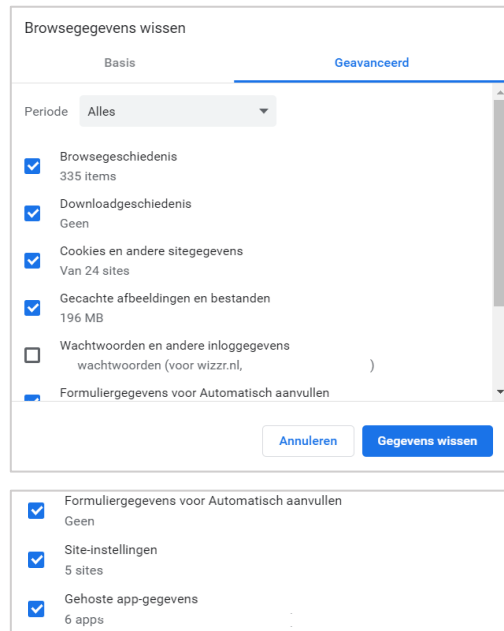 Browsegegevens wissen
Basis
Geavanceerd
Periode
Alles
Browsegeschiedenis
335 items
Downloadgeschiedenis
Geen
Cookies en andere sitegegevens
Van 24 sites
Gecachte afbeeldingen en bestanden
196 MB
Wachtwoorden en andere inloggegevens
wachtwoorden (voor wizzr.nl, )
Formuliergegevens voor Automatisch aanvullen
Annuleren
Gegevens wissen
Formuliergegevens voor Automatisch aanvullen
Geen
Site-instellingen
5 sites
Gehoste app-gegevens
6 apps